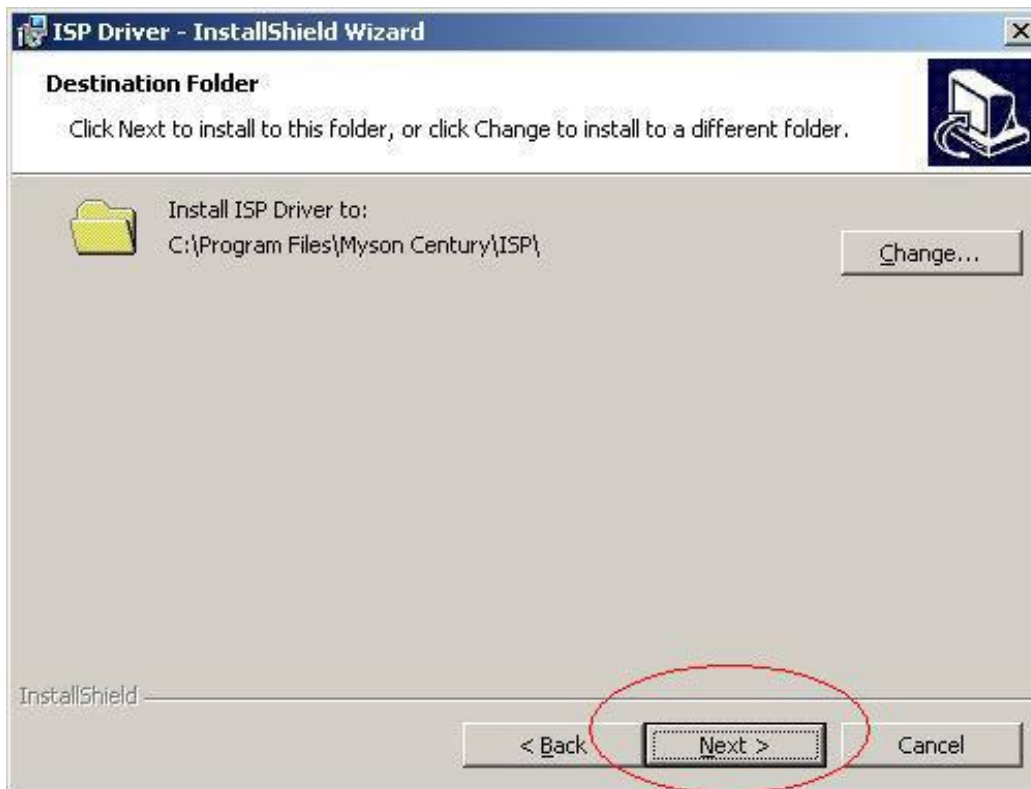 ISP Driver - InstallShield Wizard
Destination Folder
Click Next to install to this folder, or click Change to install to a different folder.
Install ISP Driver to:
C:\Program Files\Myson Century\ISP\
Change...
InstallShield
< Back
Next >
Cancel